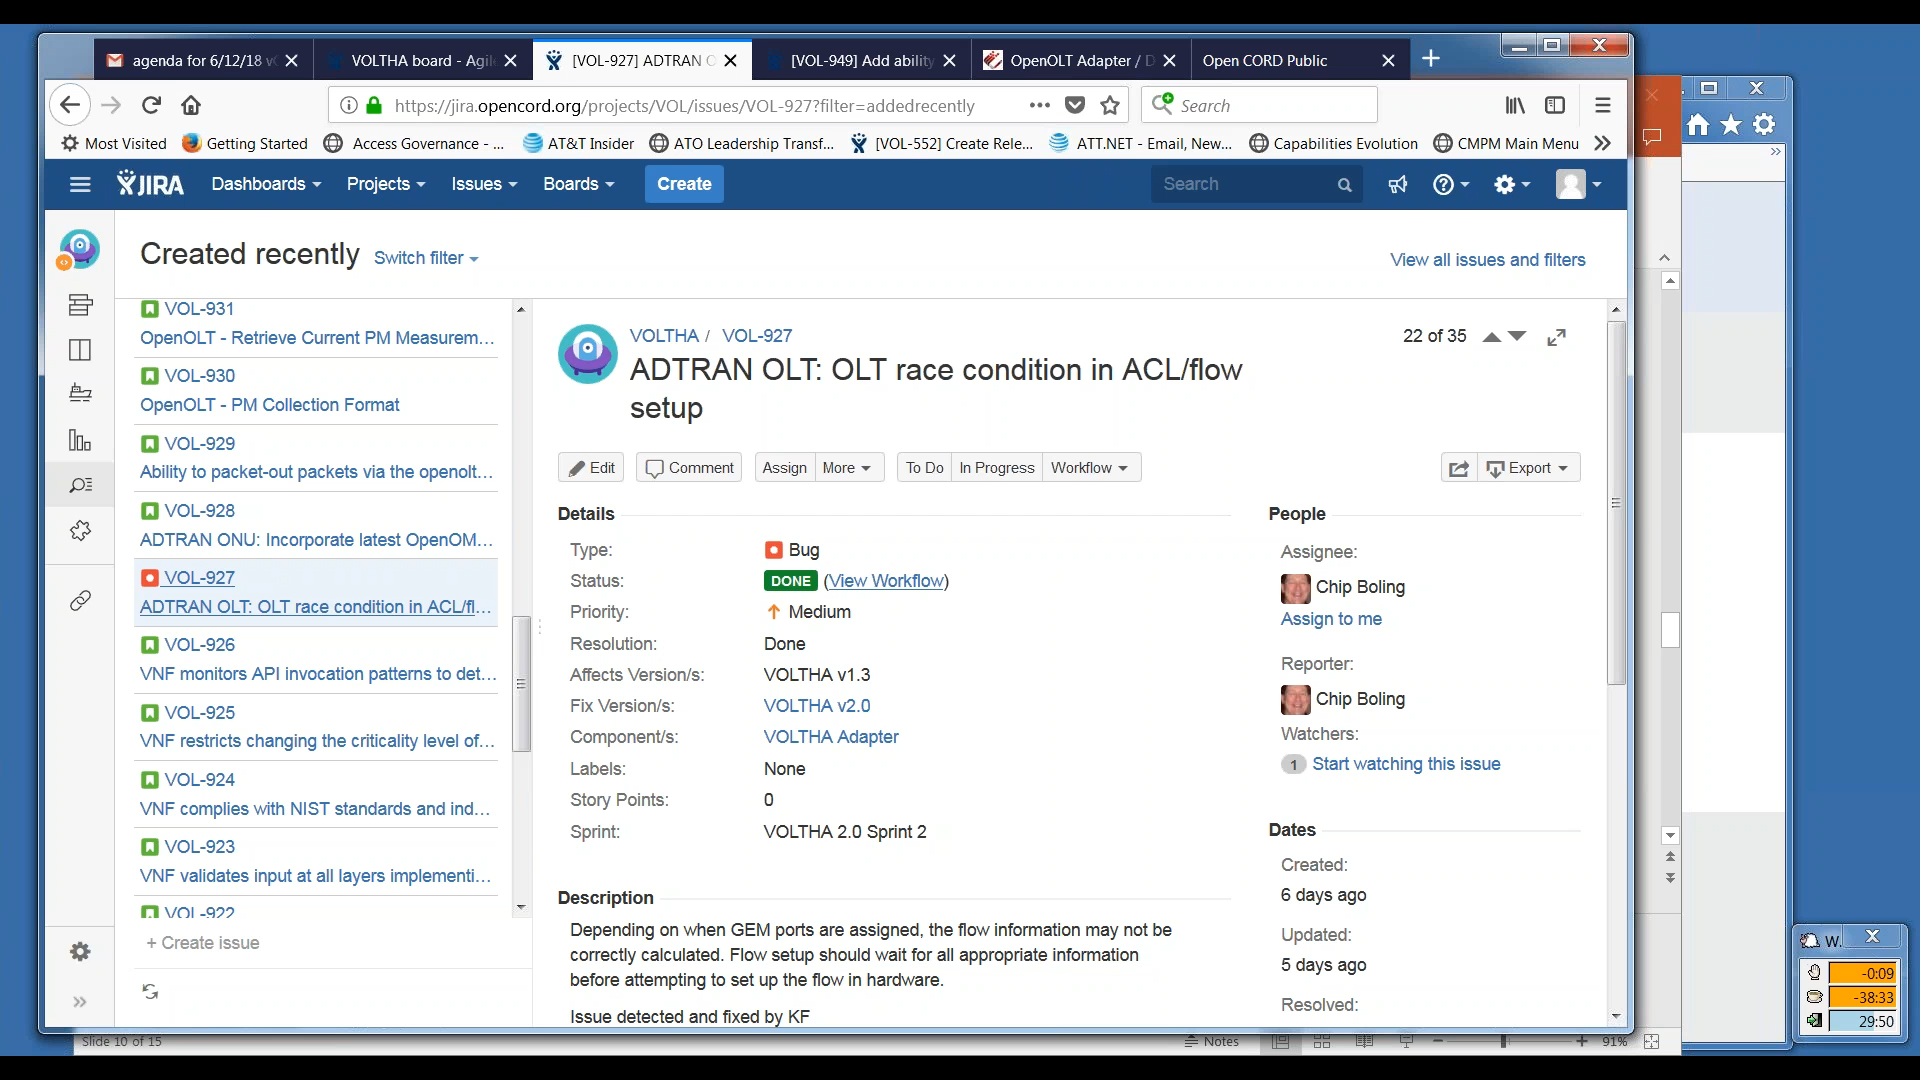 agenda for 6/12/18 v
VOLTHA board - Agil
[VOL-927] ADTRAN O
[VOL-949] Add ability
OpenOLT Adapter / D
Open CORD Public
https://jira.opencord.org/projects/VOL/issues/VOL-927?filter=addedrecently
Search
Most Visited
Getting Started
Access Governance - ...
AT&T Insider
ATO Leadership Transf...
[VOL-552] Create Rele...
ATT.NET - Email, New...
Capabilities Evolution
CMPM Main Menu
JIRA
Dashboards
Projects
Issues
Boards
Create
Search
Created recently
Switch filter
View all issues and filters
VOL-931
OpenOLT - Retrieve Current PM Measurem...
VOL-930
OpenOLT - PM Collection Format
VOL-929
Ability to packet-out packets via the openolt...
VOL-928
ADTRAN ONU: Incorporate latest OpenOM...
VOL-927
ADTRAN OLT: OLT race condition in ACL/fl...
VOL-926
VNF monitors API invocation patterns to det...
VOL-925
VNF restricts changing the criticality level of...
VOL-924
VNF complies with NIST standards and ind...
VOL-923
VNF validates input at all layers implementi...
VOL-922
+ Create issue
VOLTHA / VOL-927
22 of 35
ADTRAN OLT: OLT race condition in ACL/flow
setup
Edit
Comment
Assign
More
To Do
In Progress
Workflow
Export
Details
Type: Bug
Status: DONE (View Workflow)
Priority: Medium
Resolution: Done
Affects Version/s: VOLTHA v1.3
Fix Version/s: VOLTHA v2.0
Component/s: VOLTHA Adapter
Labels: None
Story Points: 0
Sprint: VOLTHA 2.0 Sprint 2
Description
Depending on when GEM ports are assigned, the flow information may not be
correctly calculated. Flow setup should wait for all appropriate information
before attempting to set up the flow in hardware.
Issue detected and fixed by KF
People
Assignee:
Chip Boling
Assign to me
Reporter:
Chip Boling
Watchers:
1 Start watching this issue
Dates
Created:
6 days ago
Updated:
5 days ago
Resolved:
W.
-0:09
-38:33
29:50
Slide 10 of 15
Notes
91%